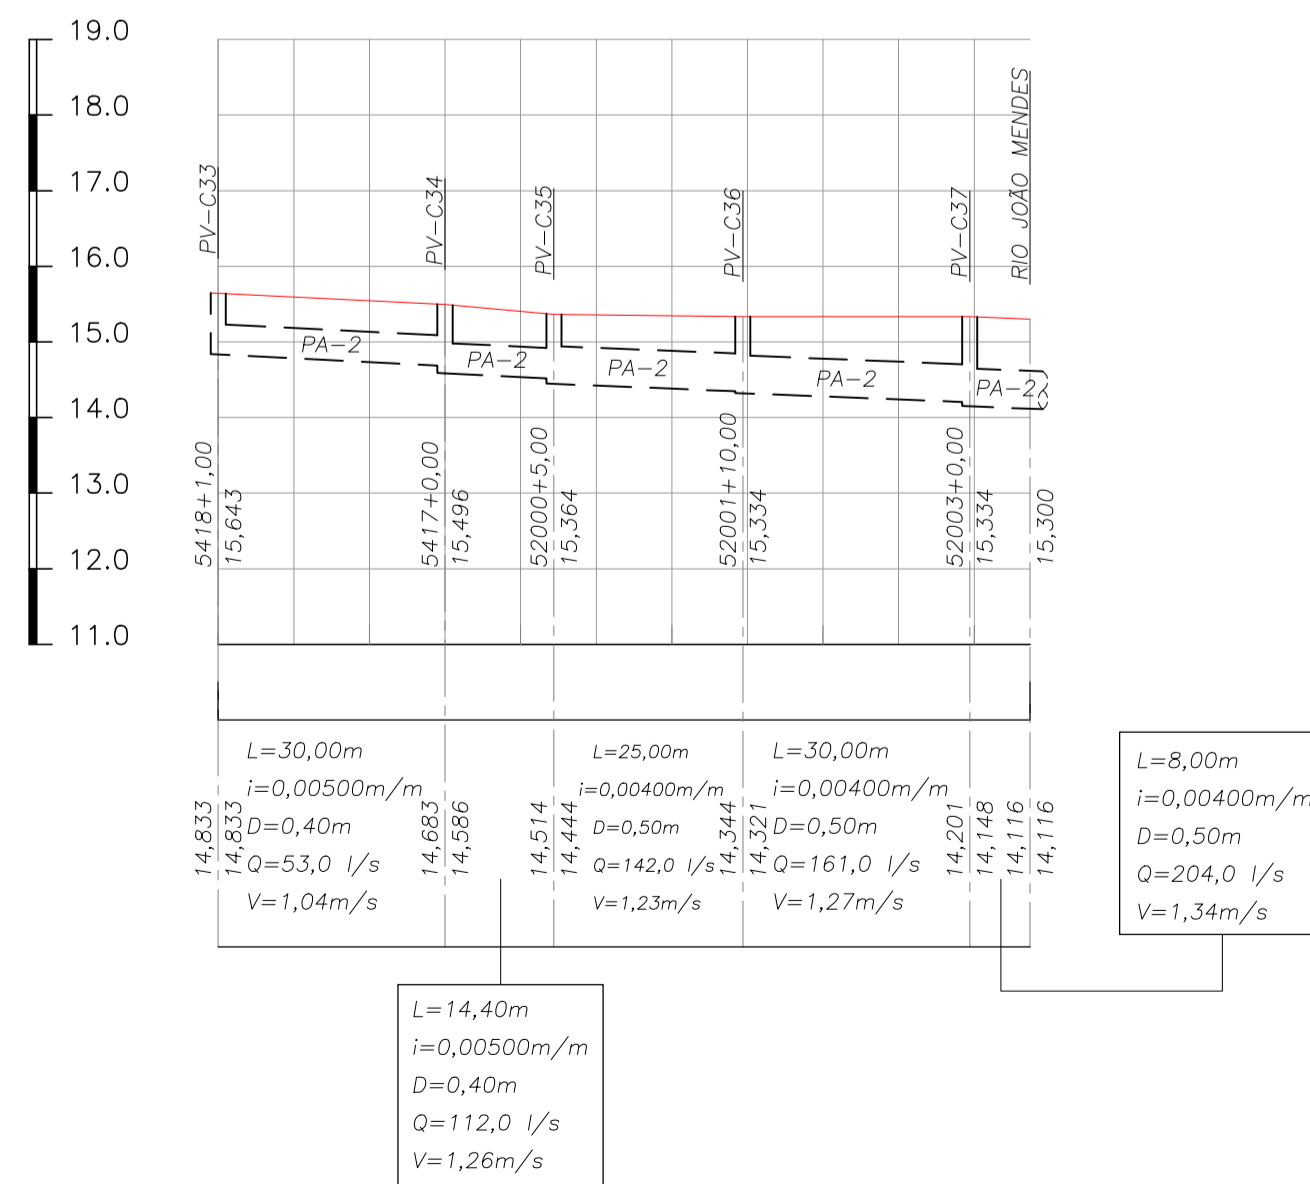 19.0
18.0
17.0
16.0
15.0
14.0
13.0
12.0
11.0
PV-C33
PV-C34
PV-C35
PV-C36
PV-C37
RIO JOÃO MENDES
PA-2
PA-2
PA-2
PA-2
PA-2
5418+1,00
15,643
5417+0,00
15,496
52000+5,00
15,364
52001+10,00
15,334
52003+0,00
15,334
15,300
14,833
14,833
L=30,00m
i=0,00500m/m
D=0,40m
Q=53,0 l/s
V=1,04m/s
14,683
14,586
14,514
14,444
L=25,00m
i=0,00400m/m
D=0,50m
Q=142,0 l/s
V=1,23m/s
14,344
14,321
L=30,00m
i=0,00400m/m
D=0,50m
Q=161,0 l/s
V=1,27m/s
14,201
14,148
14,116
14,116
L=8,00m
i=0,00400m/m
D=0,50m
Q=204,0 l/s
V=1,34m/s
L=14,40m
i=0,00500m/m
D=0,40m
Q=112,0 l/s
V=1,26m/s